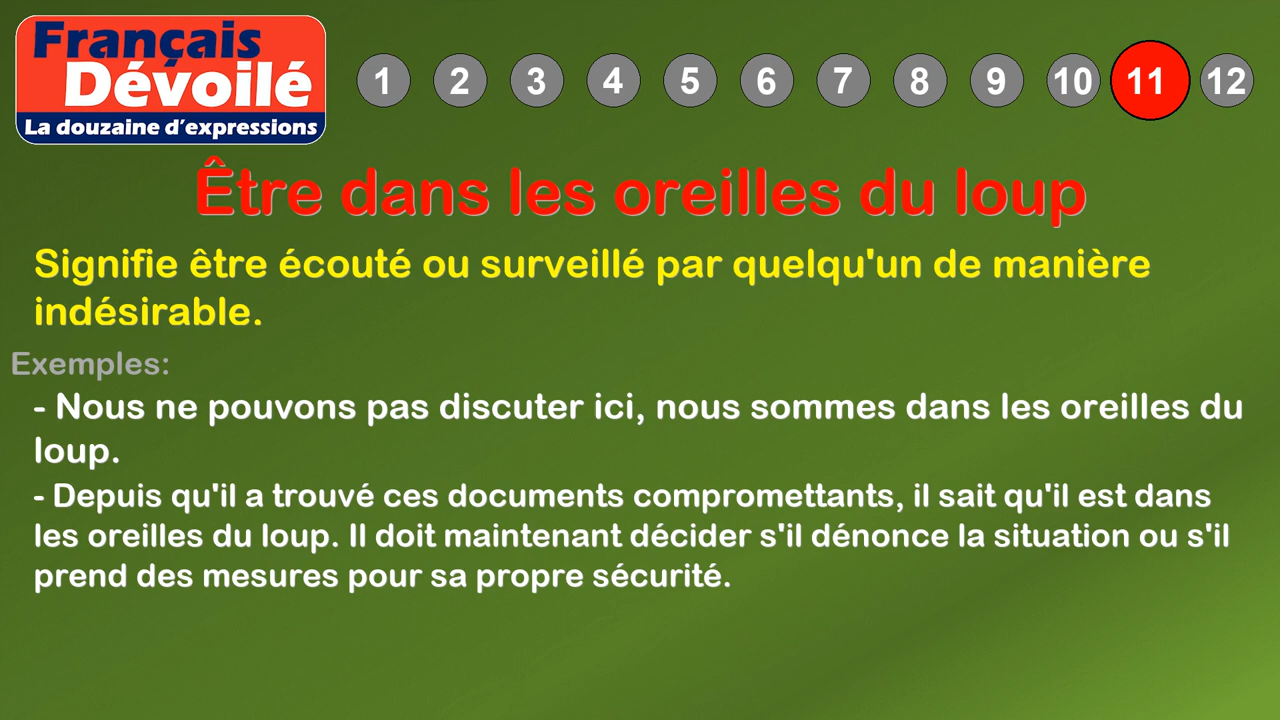 Français
Dévoilé
La douzaine d'expressions
1 2 3 4 5 6 7 8 9 10 11 12
Être dans les oreilles du loup
Signifie être écouté ou surveillé par quelqu'un de manière
indésirable.
Exemples:
- Nous ne pouvons pas discuter ici, nous sommes dans les oreilles du
loup.
- Depuis qu'il a trouvé ces documents compromettants, il sait qu'il est dans
les oreilles du loup. Il doit maintenant décider s'il dénonce la situation ou s'il
prend des mesures pour sa propre sécurité.